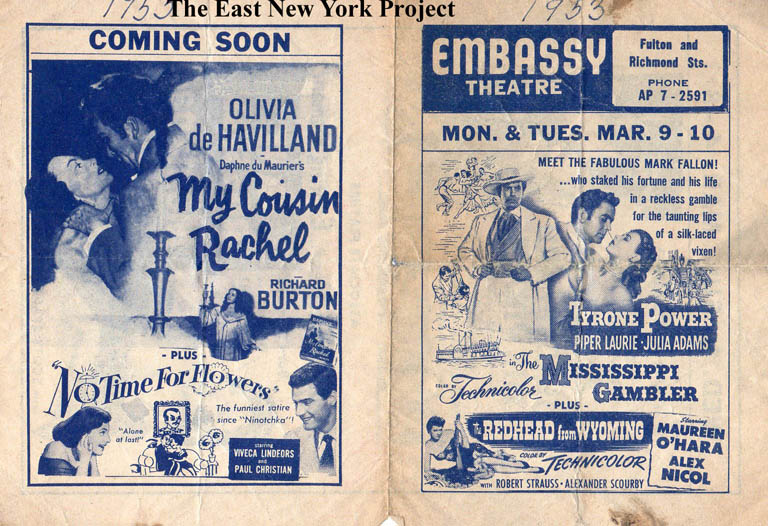 1953
The East New York Project
1953
COMING SOON
OLIVIA
de HAVILLAND
Daphne du Maurier's
My Cousin
Rachel
RICHARD
BURTON
- PLUS -
"No Time For Flowers"
The funniest satire
since "Ninotchka"!
"Alone
at last!"
starring
VIVECA LINDFORS
and
PAUL CHRISTIAN
EMBASSY
THEATRE
Fulton and
Richmond Sts.
PHONE
AP 7 - 2591
MON. & TUES. MAR. 9 - 10
MEET THE FABULOUS MARK FALLON!
...who staked his fortune and his life
in a reckless gamble
for the taunting lips
of a silk-laced
vixen!
TYRONE POWER
PIPER LAURIE · JULIA ADAMS
in The MISSISSIPPI
GAMBLER
COLOR BY Technicolor
- PLUS -
The REDHEAD from WYOMING
COLOR BY TECHNICOLOR
Starring
MAUREEN
O'HARA
ALEX
NICOL
WITH ROBERT STRAUSS · ALEXANDER SCOURBY